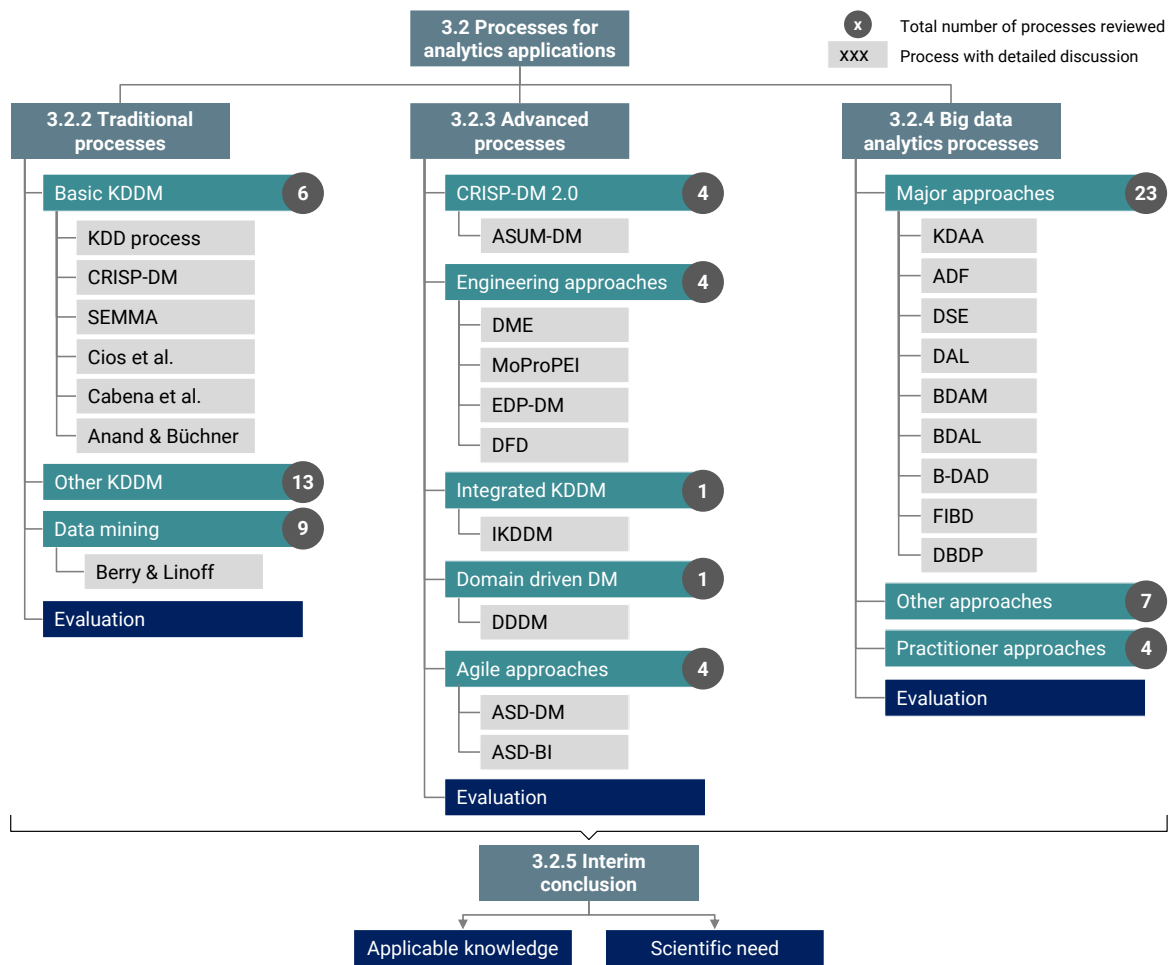 3.2 Processes for
analytics applications
x
Total number of processes reviewed
XXX
Process with detailed discussion
3.2.2 Traditional
processes
Basic KDDM
6
KDD process
CRISP-DM
SEMMA
Cios et al.
Cabena et al.
Anand & Büchner
Other KDDM
13
Data mining
9
Berry & Linoff
Evaluation
3.2.3 Advanced
processes
CRISP-DM 2.0
4
ASUM-DM
Engineering approaches
4
DME
MoProPEI
EDP-DM
DFD
Integrated KDDM
1
IKDDM
Domain driven DM
1
DDDM
Agile approaches
4
ASD-DM
ASD-BI
Evaluation
3.2.4 Big data
analytics processes
Major approaches
23
KDAA
ADF
DSE
DAL
BDAM
BDAL
B-DAD
FIBD
DBDP
Other approaches
7
Practitioner approaches
4
Evaluation
3.2.5 Interim
conclusion
Applicable knowledge
Scientific need